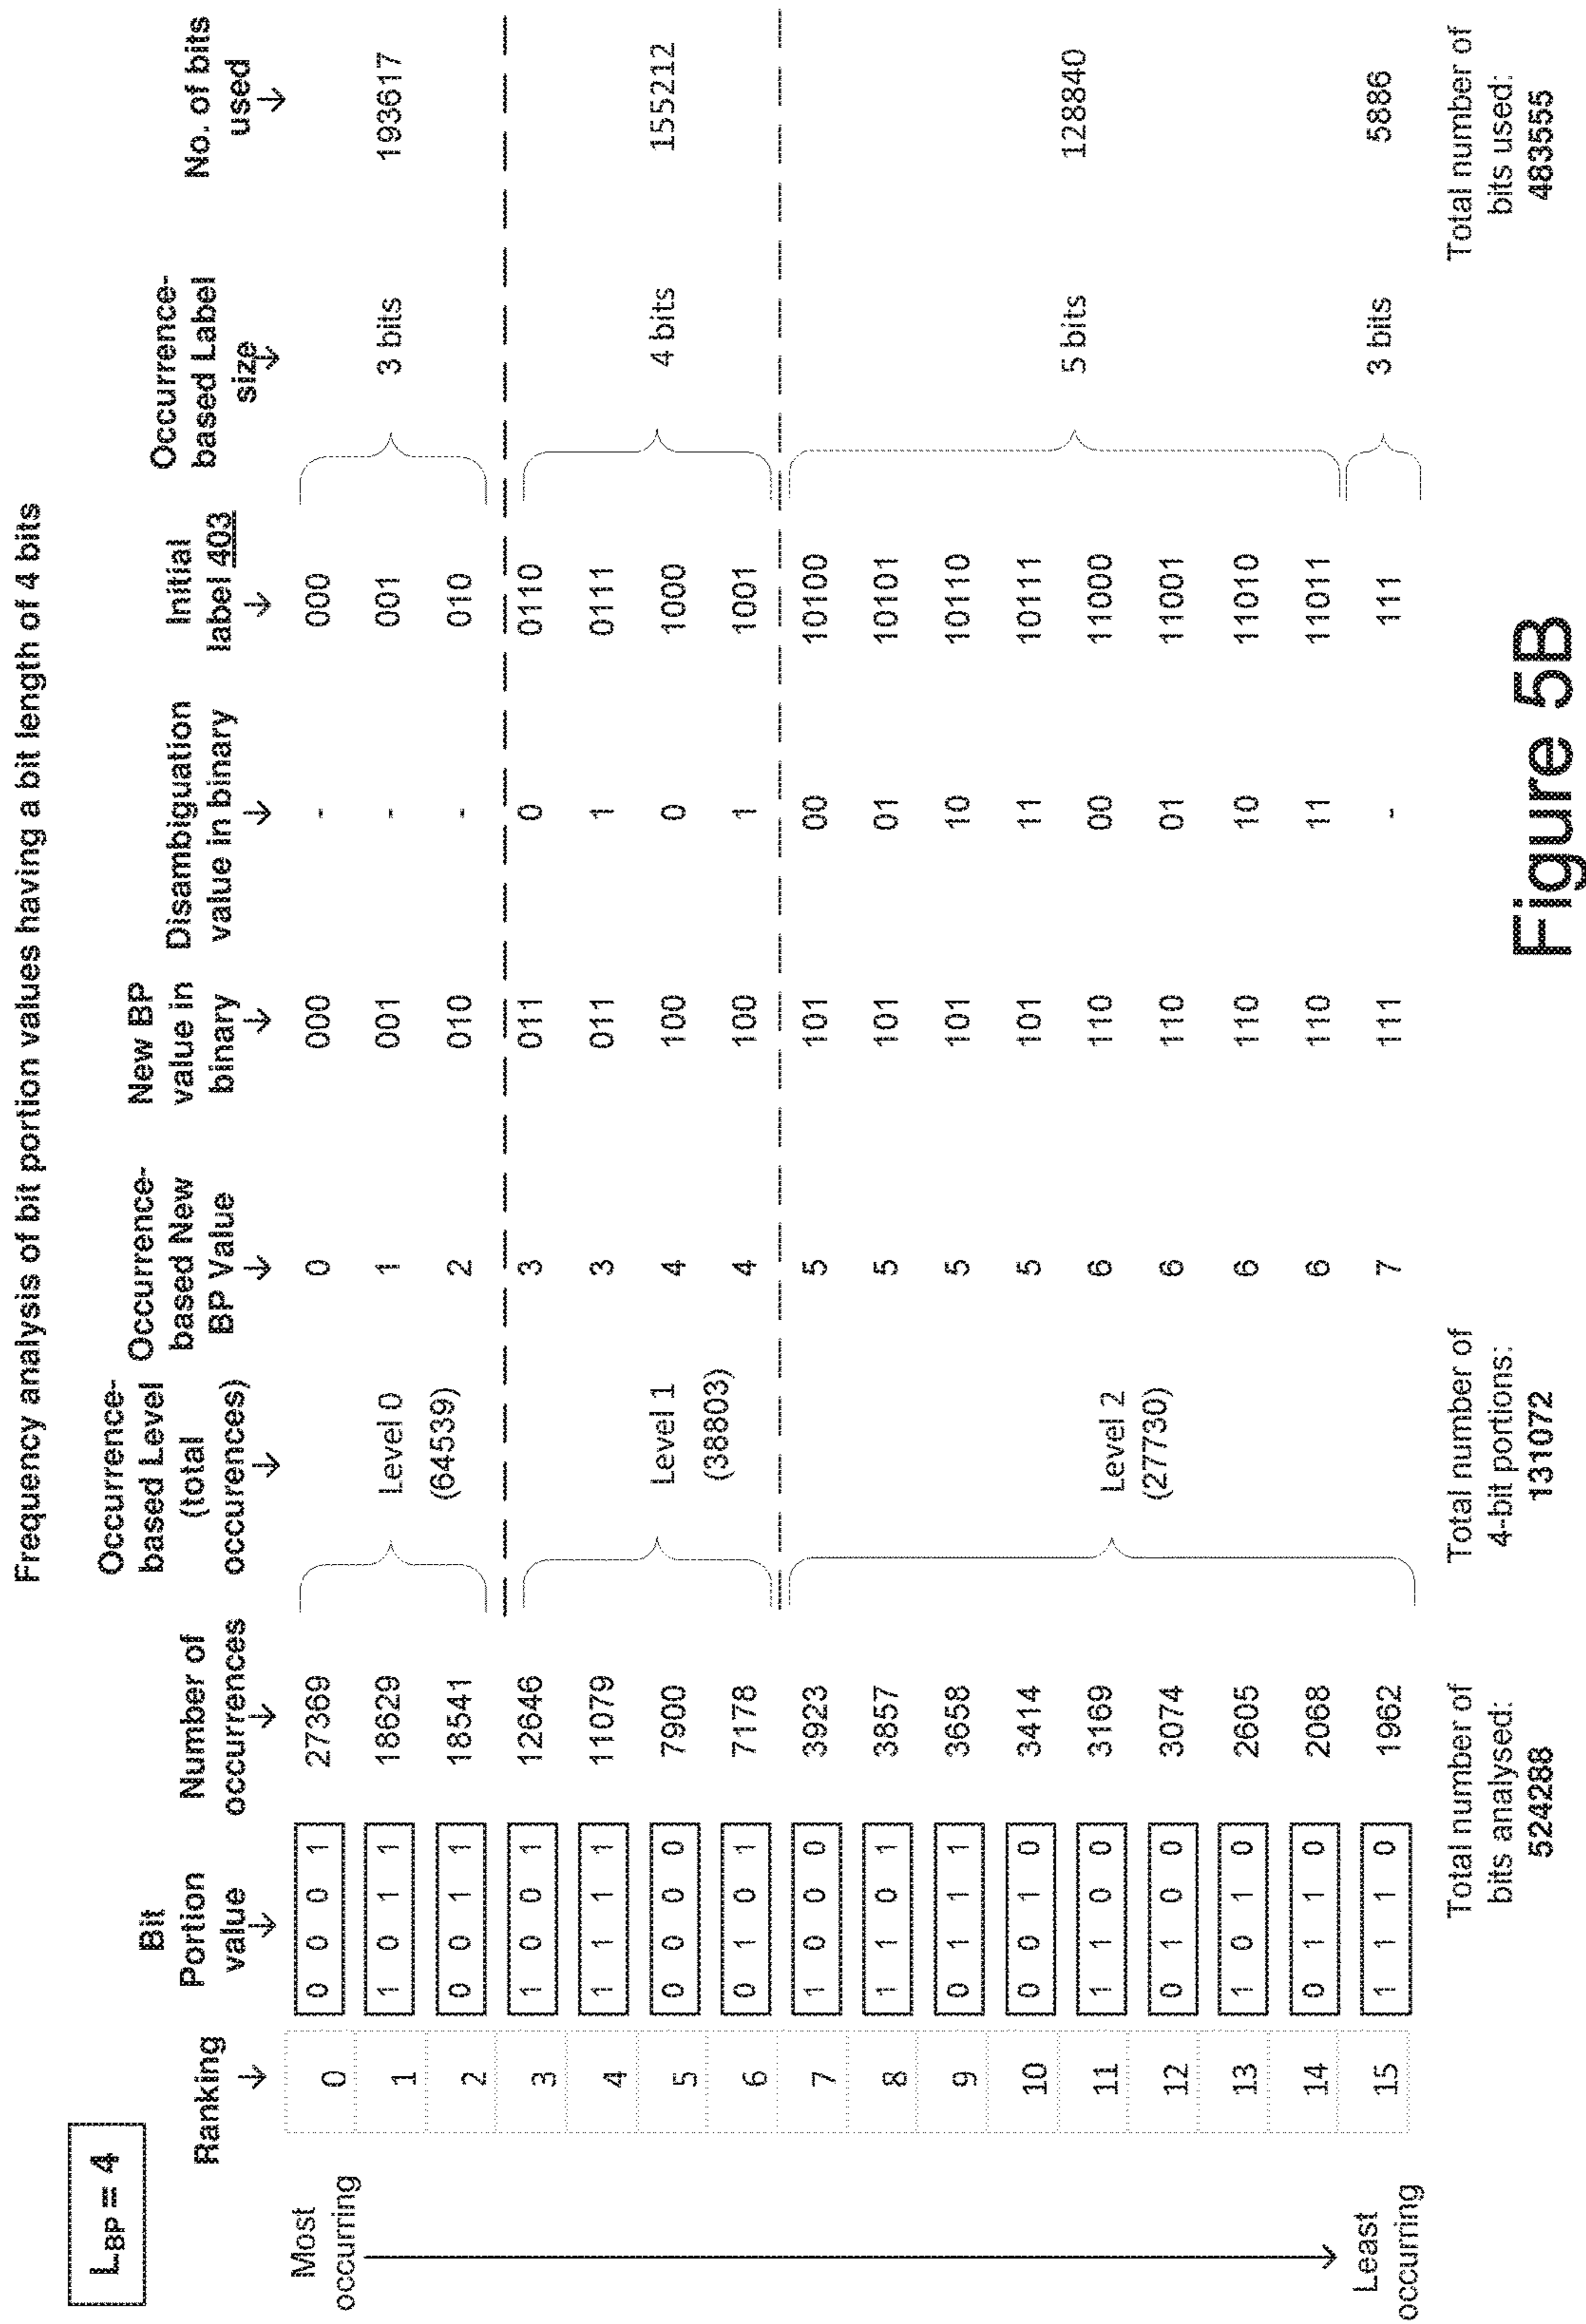 Frequency analysis of bit portion values having a bit length of 4 bits
L_BP = 4
Ranking
Bit
Portion
value
Number of
occurrences
Occurrence-
based Level
(total
occurences)
Occurrence-
based New
BP Value
New BP
value in
binary
Disambiguation
value in binary
Initial
label 403
Occurrence-
based Label
size
No. of bits
used
Most
occurring
0 0 0 0 1 27369 0 000 - 000
1 1 0 1 1 18629 Level 0 1 001 - 001 3 bits 193617
(64539)
2 0 0 1 1 18541 2 010 - 010
3 1 0 0 1 12646 3 011 0 0110
4 1 1 1 1 11079 3 011 1 0111
Level 1 4 bits 155212
5 0 0 0 0 7900 4 100 0 1000
(38803)
6 0 1 0 1 7178 4 100 1 1001
7 1 0 0 0 3923 5 101 00 10100
8 1 1 0 1 3857 5 101 01 10101
9 0 1 1 1 3658 5 101 10 10110
10 0 0 1 0 3414 5 101 11 10111
5 bits 128840
11 1 1 0 0 3169 Level 2 6 110 00 11000
(27730)
12 0 1 0 0 3074 6 110 01 11001
13 1 0 1 0 2605 6 110 10 11010
14 0 1 1 0 2068 6 110 11 11011
15 1 1 1 0 1962 7 111 - 111 3 bits 5886
Least
occurring
Total number of
bits analysed:
524288
Total number of
4-bit portions:
131072
Total number of
bits used:
483555
Figure 5B